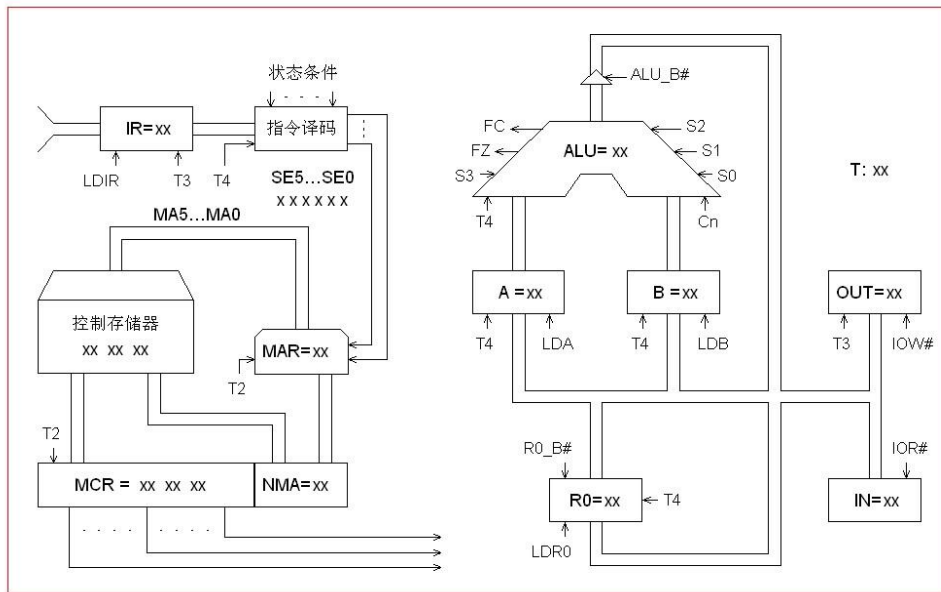 状态条件
IR=xx
指令译码
LDIR
T3
T4
SE5...SE0
x x x x x x
MA5...MA0
控制存储器
xx xx xx
MAR=xx
T2
T2
MCR = xx xx xx
NMA=xx
ALU_B#
FC
S2
FZ
ALU= xx
S1
S3
S0
T4
Cn
T: xx
A =xx
B =xx
OUT=xx
T4
LDA
T4
LDB
T3
IOW#
R0_B#
IOR#
R0=xx
T4
IN=xx
LDR0